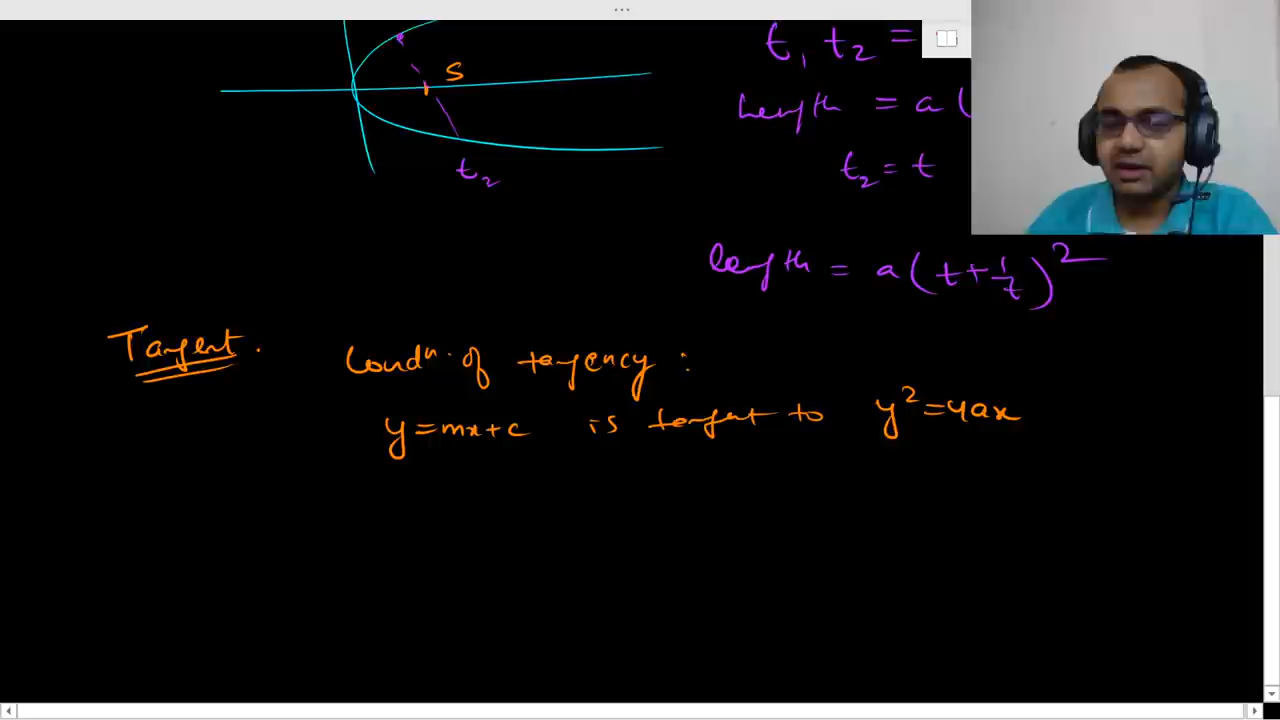 S
t₂
t₁ t₂ =
length = a(
t₂ = t
length = a(t + 1/t)²
Tangent.
Condⁿ. of tangency :
y = mx + c is tangent to y² = 4ax